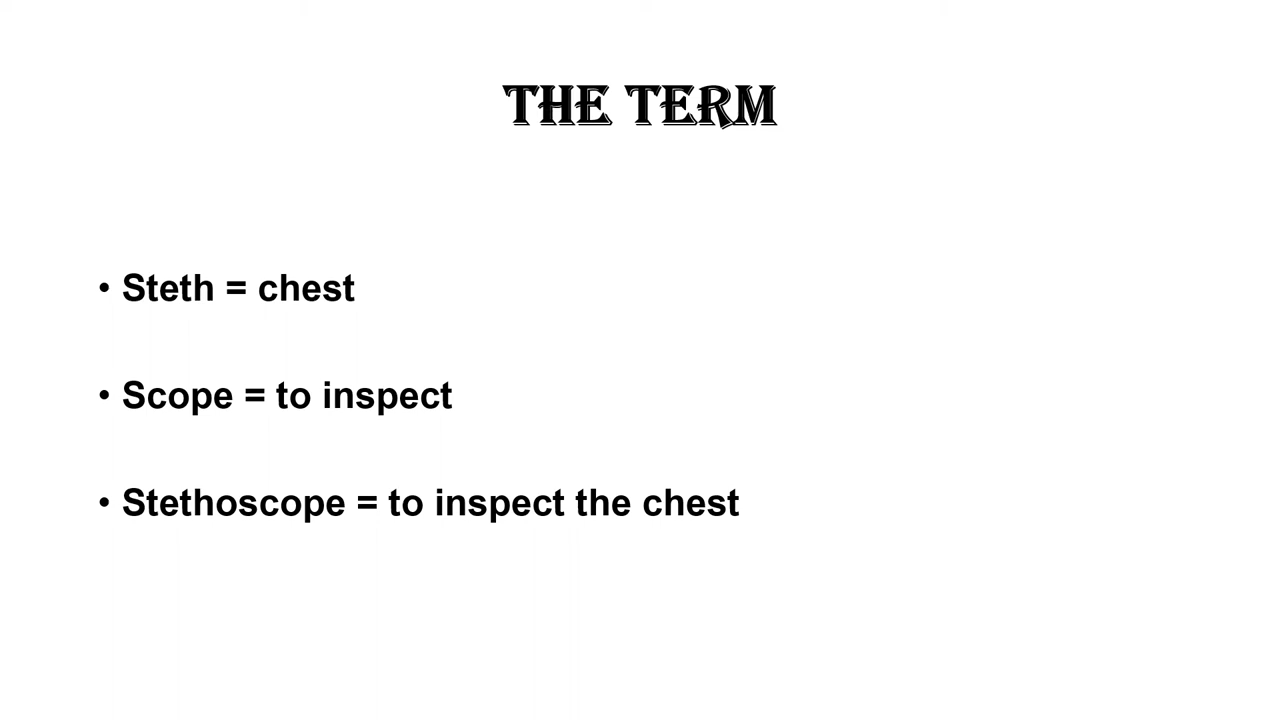 THE TERM
• Steth = chest
• Scope = to inspect
• Stethoscope = to inspect the chest